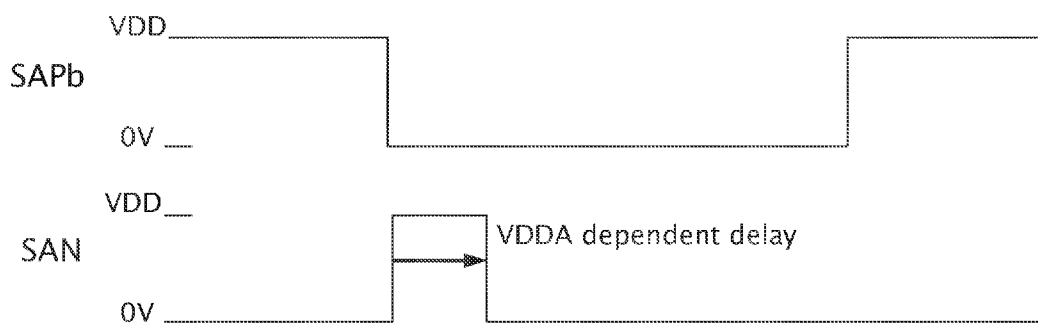 VDD
SAPb
0V
VDD
SAN
VDDA dependent delay
0V